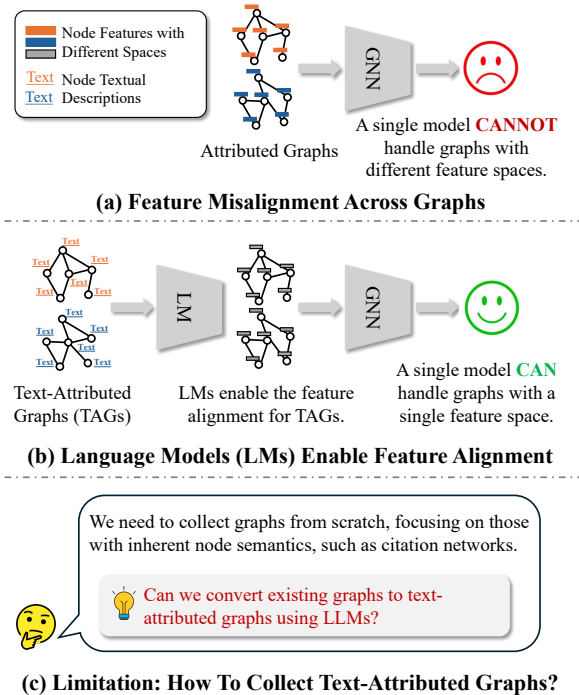 Node Features with
Different Spaces
Text Node Textual
Text Descriptions
GNN
Attributed Graphs
A single model CANNOT
handle graphs with
different feature spaces.
(a) Feature Misalignment Across Graphs
Text
Text
Text
Text
Text
Text
Text
Text
Text
Text
Text
Text
LM
GNN
Text-Attributed
Graphs (TAGs)
LMs enable the feature
alignment for TAGs.
A single model CAN
handle graphs with a
single feature space.
(b) Language Models (LMs) Enable Feature Alignment
We need to collect graphs from scratch, focusing on those
with inherent node semantics, such as citation networks.
Can we convert existing graphs to text-
attributed graphs using LLMs?
(c) Limitation: How To Collect Text-Attributed Graphs?